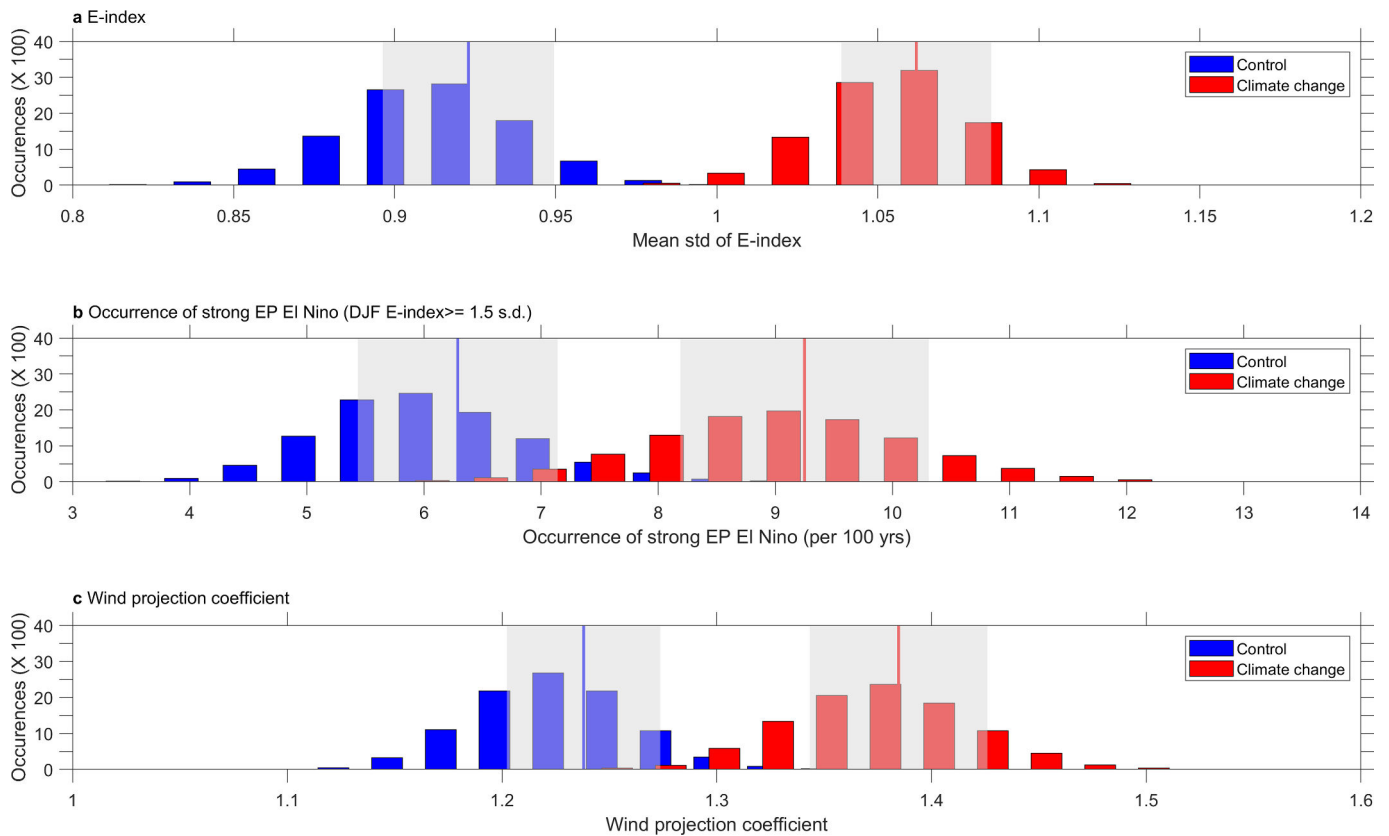 a E-index
Occurences (X 100)
40
30
20
10
0
Control
Climate change
0.8 0.85 0.9 0.95 1 1.05 1.1 1.15 1.2
Mean std of E-index
b Occurrence of strong EP El Nino (DJF E-index>= 1.5 s.d.)
Occurences (X 100)
40
30
20
10
0
Control
Climate change
3 4 5 6 7 8 9 10 11 12 13 14
Occurrence of strong EP El Nino (per 100 yrs)
c Wind projection coefficient
Occurences (X 100)
40
30
20
10
0
Control
Climate change
1 1.1 1.2 1.3 1.4 1.5 1.6
Wind projection coefficient